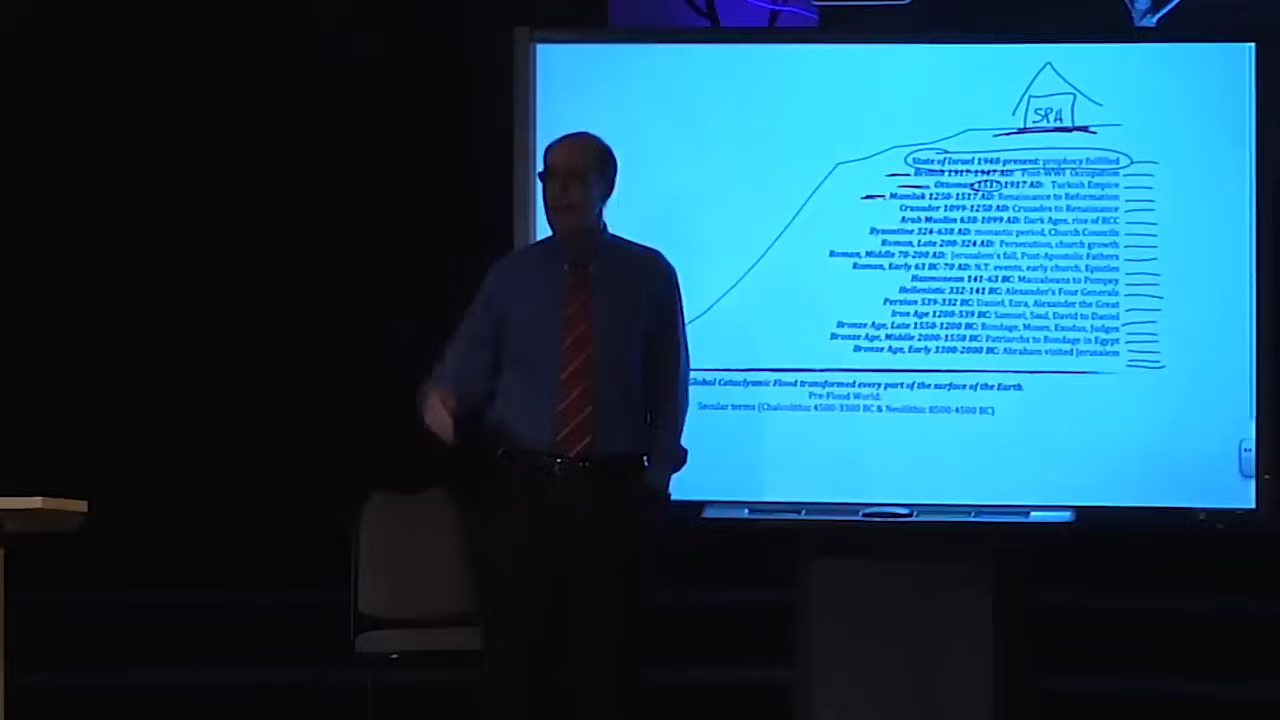 SPA
State of Israel 1948-present: prophecy fulfilled
British 1917-1947 AD: Post-WWI Occupation
Ottoman 1517-1917 AD: Turkish Empire
Mamluk 1250-1517 AD: Renaissance to Reformation
Crusader 1099-1250 AD: Crusades to Renaissance
Arab Muslim 638-1099 AD: Dark Ages, rise of RCC
Byzantine 324-638 AD: monastic period, Church Councils
Roman, Late 200-324 AD: Persecution, church growth
Roman, Middle 70-200 AD: Jerusalem's fall, Post-Apostolic Fathers
Roman, Early 63 BC-70 AD: N.T. events, early church, Epistles
Hasmonean 141-63 BC: Maccabeans to Pompey
Hellenistic 332-141 BC: Alexander's Four Generals
Persian 539-332 BC: Daniel, Ezra, Alexander the Great
Iron Age 1200-539 BC: Samuel, Saul, David to Daniel
Bronze Age, Late 1550-1200 BC: Bondage, Moses, Exodus, Judges
Bronze Age, Middle 2000-1550 BC: Patriarchs to Bondage in Egypt
Bronze Age, Early 3300-2000 BC: Abraham visited Jerusalem
Global Cataclysmic Flood transformed every part of the surface of the Earth.
Pre-Flood World:
Secular terms (Chalcolithic 4500-3300 BC & Neolithic 8500-4500 BC)